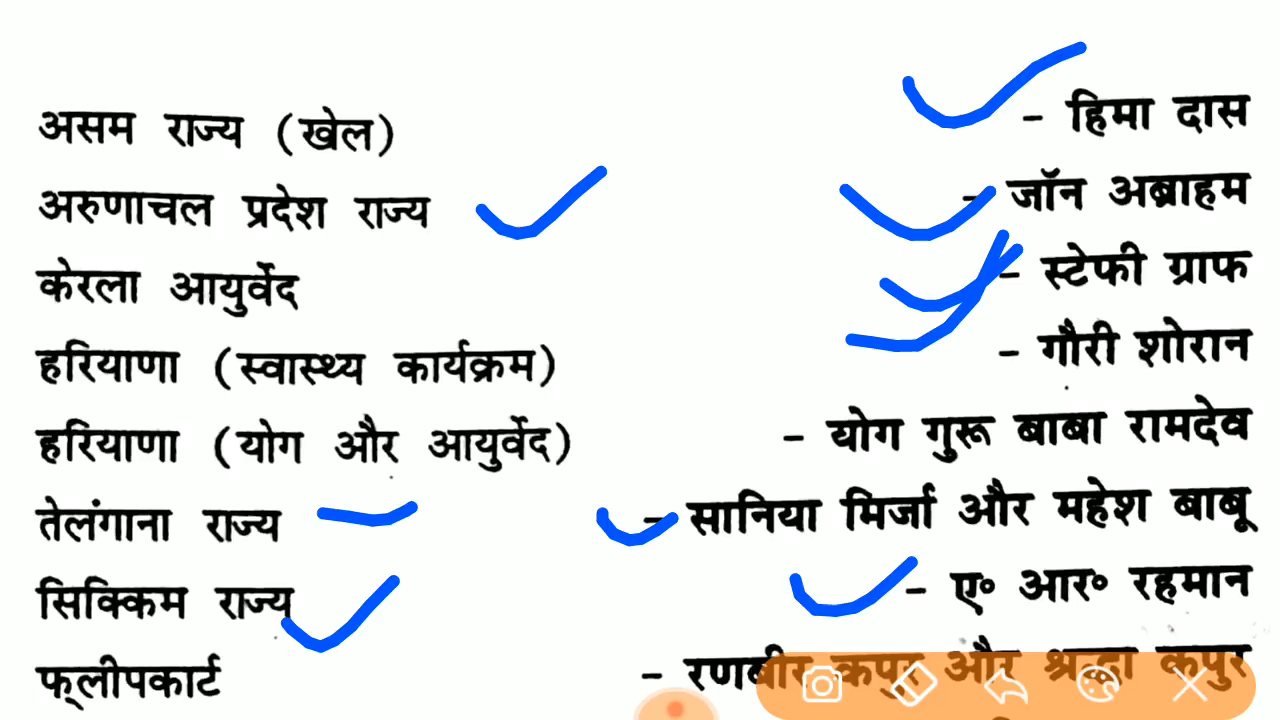 असम राज्य (खेल) - हिमा दास
अरुणाचल प्रदेश राज्य - जॉन अब्राहम
केरला आयुर्वेद - स्टेफी ग्राफ
हरियाणा (स्वास्थ्य कार्यक्रम) - गौरी शोरान
हरियाणा (योग और आयुर्वेद) - योग गुरू बाबा रामदेव
तेलंगाना राज्य - सानिया मिर्जा और महेश बाबू
सिक्किम राज्य - ए॰ आर॰ रहमान
फ्लीपकार्ट - रणबीर कपुर और श्रद्धा कपुर